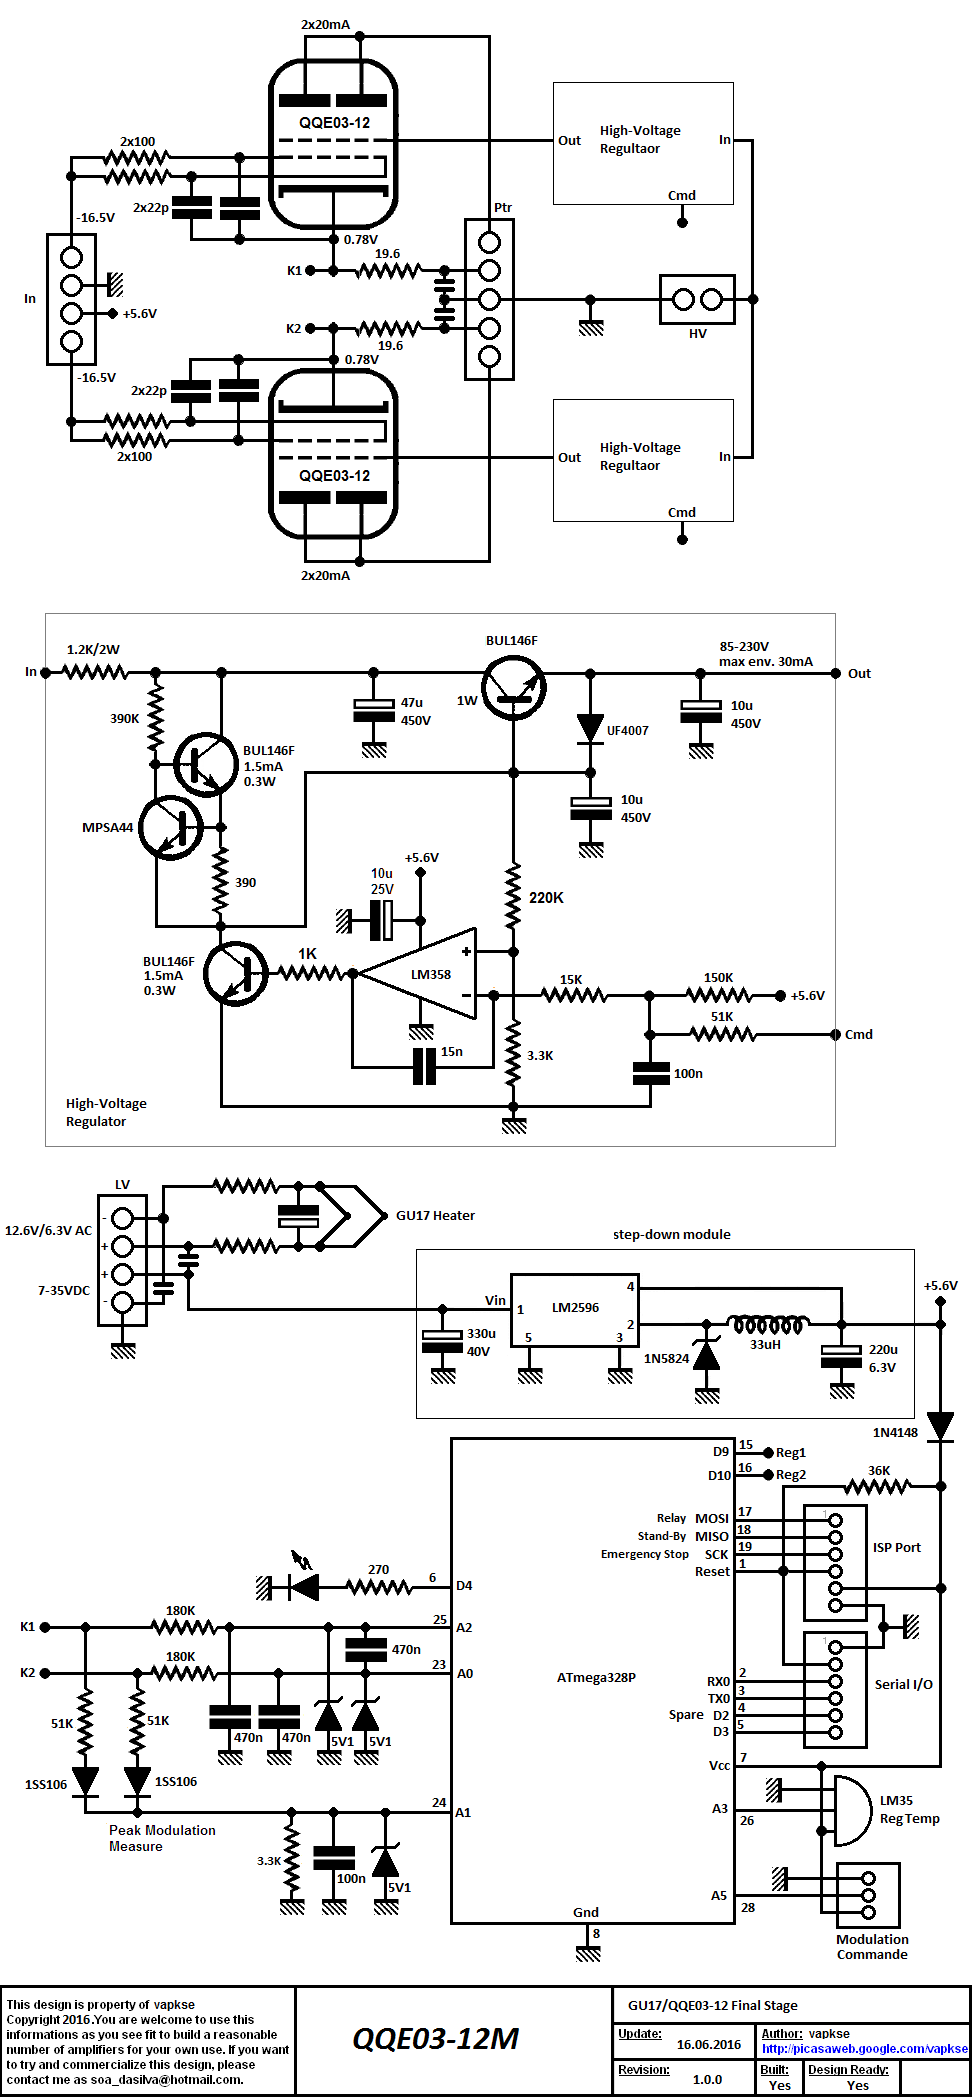 2x20mA
QQE03-12
2x100
2x22p
-16.5V
0.78V
K1
19.6
In
+5.6V
K2
19.6
0.78V
-16.5V
2x22p
2x100
QQE03-12
2x20mA
Ptr
High-Voltage
Regultaor
Out
In
Cmd
HV
High-Voltage
Regultaor
Out
In
Cmd
In
1.2K/2W
BUL146F
85-230V
max env. 30mA
Out
390K
47u
450V
1W
UF4007
10u
450V
BUL146F
1.5mA
0.3W
MPSA44
10u
450V
390
10u
25V
+5.6V
220K
BUL146F
1.5mA
0.3W
1K
LM358
+
-
15K
150K
+5.6V
51K
Cmd
15n
3.3K
100n
High-Voltage
Regulator
LV
12.6V/6.3V AC
7-35VDC
-
+
+
-
GU17 Heater
step-down module
Vin
1
LM2596
4
2
5
3
330u
40V
1N5824
33uH
220u
6.3V
+5.6V
1N4148
36K
D9
15
Reg1
D10
16
Reg2
Relay
MOSI
17
1
Stand-By
MISO
18
Emergency Stop
SCK
19
ISP Port
Reset
1
270
6
D4
K1
180K
25
A2
470n
K2
180K
23
A0
ATmega328P
1
RX0
2
Serial I/O
TX0
3
Spare
D2
4
D3
5
51K
51K
470n
470n
5V1
5V1
1SS106
1SS106
Vcc
7
24
A1
Peak Modulation
Measure
A3
26
LM35
RegTemp
3.3K
100n
5V1
A5
28
Gnd
8
Modulation
Commande
This design is property of vapkse
Copyright 2016 .You are welcome to use this
informations as you see fit to build a reasonable
number of amplifiers for your own use. If you want
to try and commercialize this design, please
contact me as soa_dasilva@hotmail.com.
QQE03-12M
GU17/QQE03-12 Final Stage
Update:
16.06.2016
Author: vapkse
http://picasaweb.google.com/vapkse
Revision:
1.0.0
Built:
Yes
Design Ready:
Yes